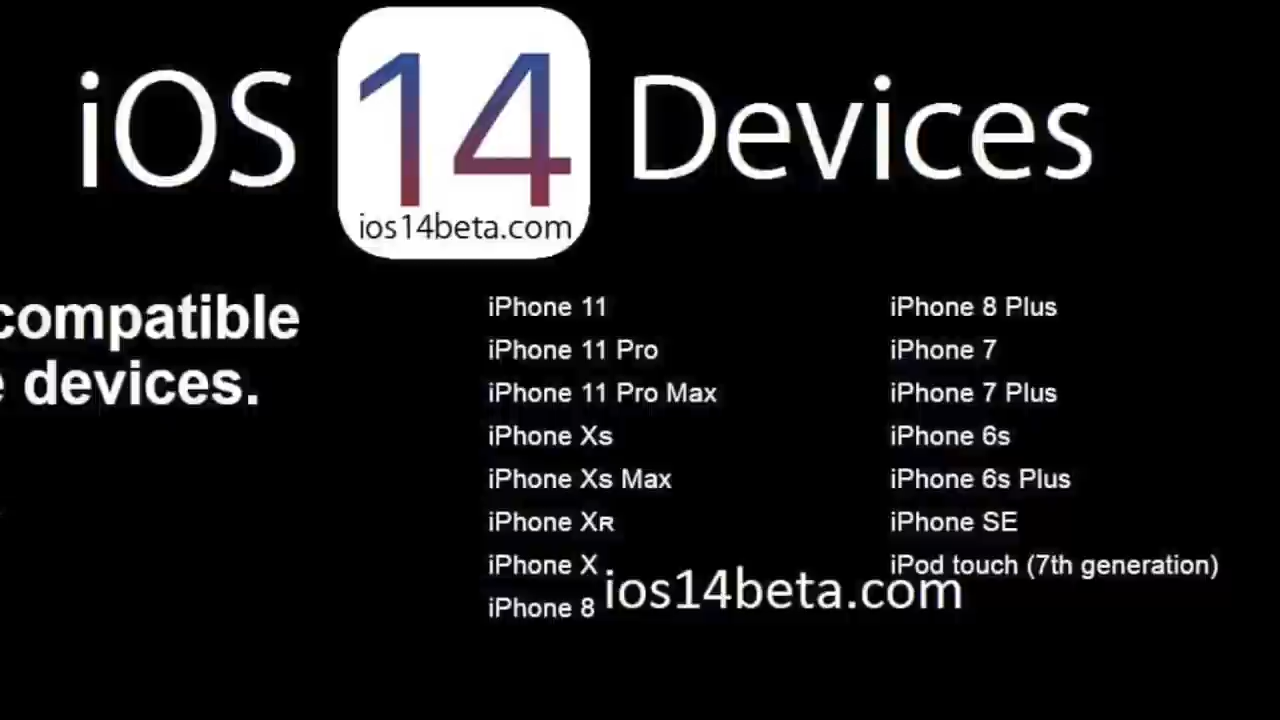 iOS 14 Devices
ios14beta.com
compatible
devices.
iPhone 11
iPhone 11 Pro
iPhone 11 Pro Max
iPhone Xs
iPhone Xs Max
iPhone XR
iPhone X
iPhone 8
iPhone 8 Plus
iPhone 7
iPhone 7 Plus
iPhone 6s
iPhone 6s Plus
iPhone SE
iPod touch (7th generation)
ios14beta.com